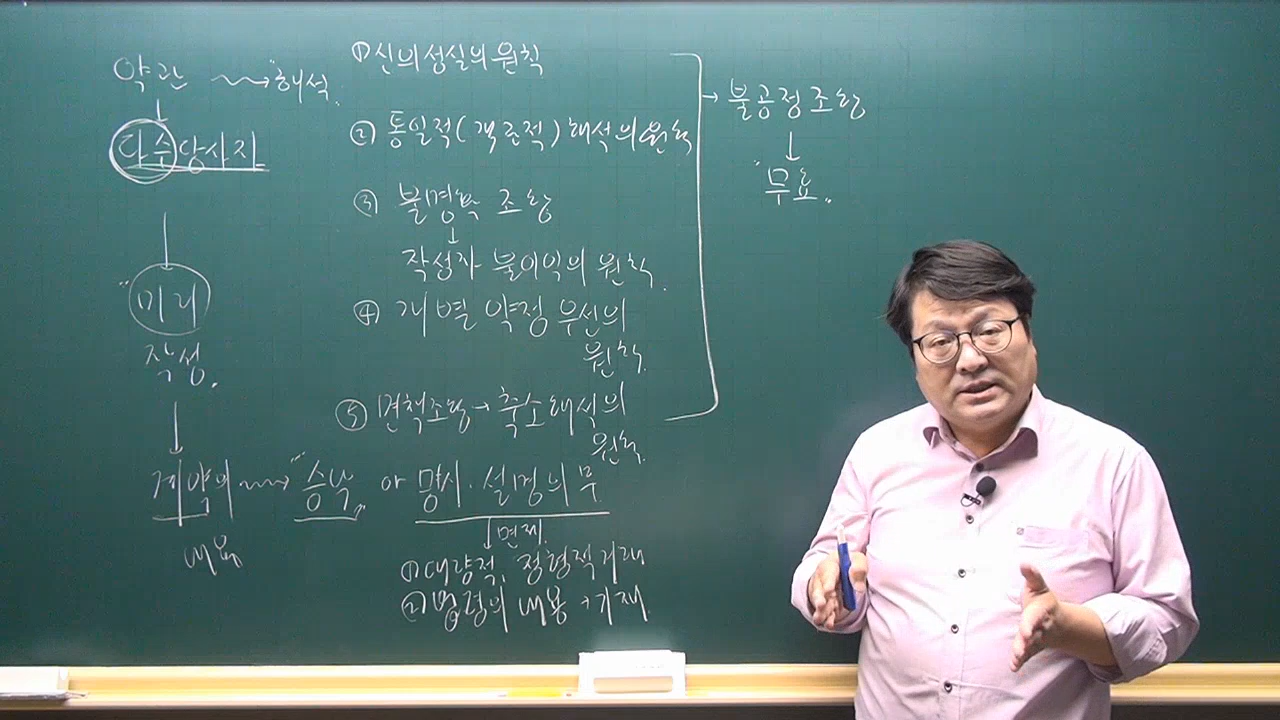 약관 → "해석"
다수당사자
"미리"
작성.
계약의 → "승낙" or 명시·설명의무
내용
① 신의성실의 원칙
② 통일적(객관적) 해석의 원칙
③ 불명확 조항
↓
작성자 불이익의 원칙.
④ 개별 약정 우선의
원칙.
⑤ 면책조항 → 축소해석의
원칙.
↓ 면제.
① 대량적, 정형적 거래
② 법령의 내용 → 기재.
→ 불공정 조항
↓
"무효"